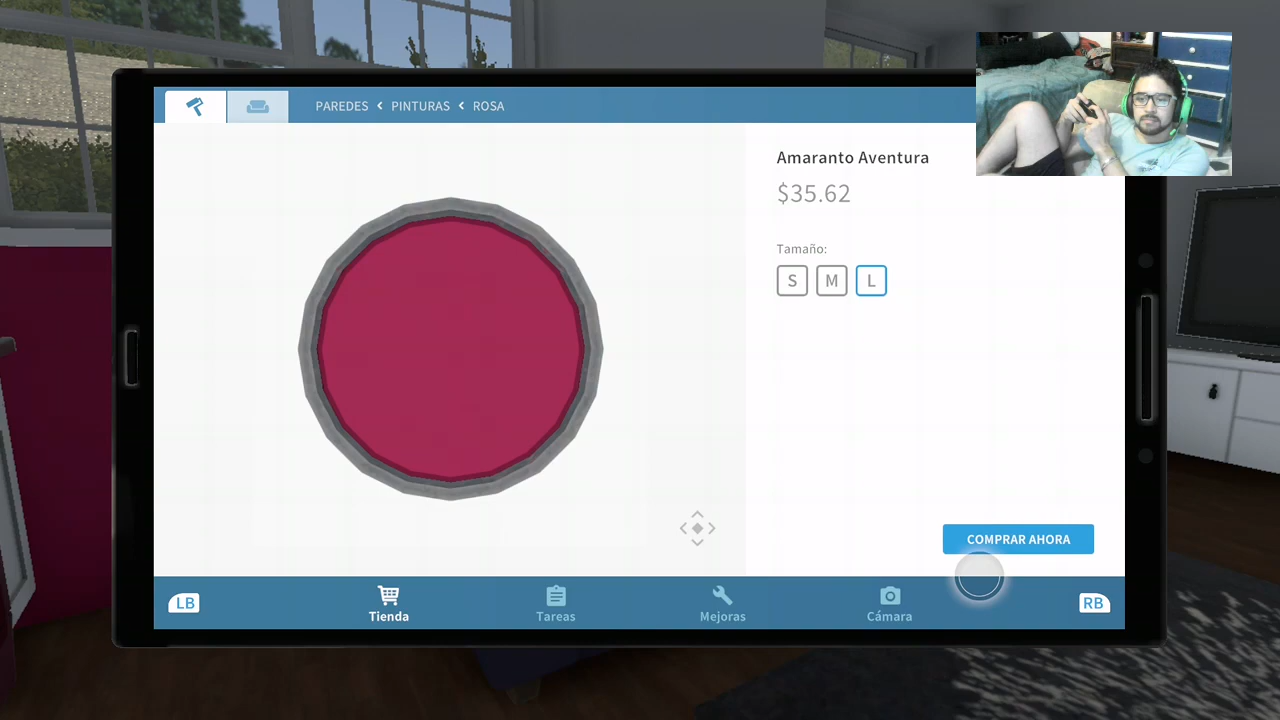 PAREDES < PINTURAS < ROSA
Amaranto Aventura
$35.62
Tamaño:
S M L
COMPRAR AHORA
LB
Tienda
Tareas
Mejoras
Cámara
RB